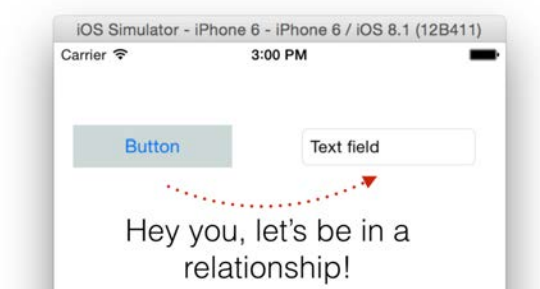 iOS Simulator - iPhone 6 - iPhone 6 / iOS 8.1 (12B411)
Carrier 3:00 PM
Button Text field
Hey you, let's be in a
relationship!